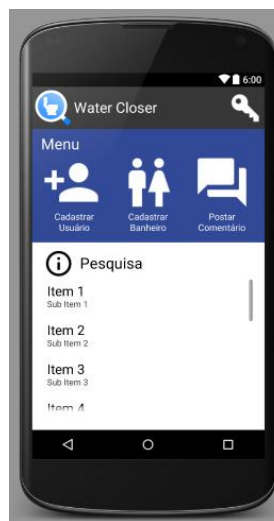 6:00
Water Closer
Menu
Cadastrar
Usuário
Cadastrar
Banheiro
Postar
Comentário
Pesquisa
Item 1
Sub Item 1
Item 2
Sub Item 2
Item 3
Sub Item 3
Item 4